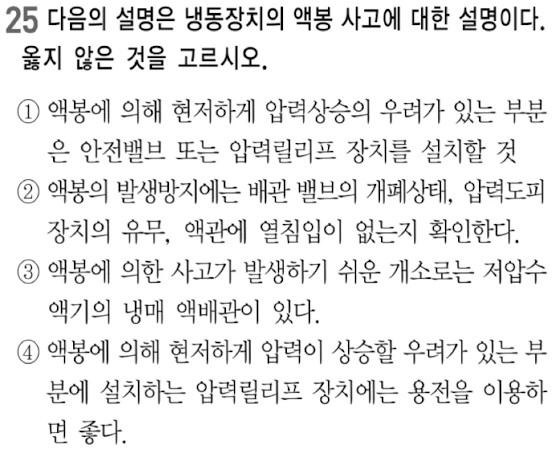 25 다음의 설명은 냉동장치의 액봉 사고에 대한 설명이다.
옳지 않은 것을 고르시오.
① 액봉에 의해 현저하게 압력상승의 우려가 있는 부분
은 안전밸브 또는 압력릴리프 장치를 설치할 것
② 액봉의 발생방지에는 배관 밸브의 개폐상태, 압력도피
장치의 유무, 액관에 열침입이 없는지 확인한다.
③ 액봉에 의한 사고가 발생하기 쉬운 개소로는 저압수
액기의 냉매 액배관이 있다.
④ 액봉에 의해 현저하게 압력이 상승할 우려가 있는 부
분에 설치하는 압력릴리프 장치에는 용전을 이용하
면 좋다.